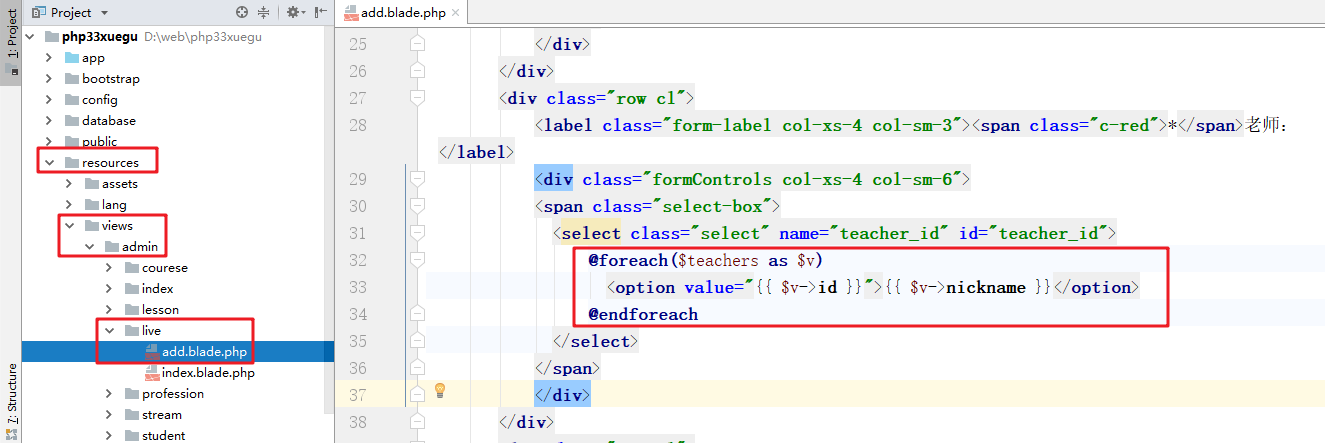 1: Project
7: Structure
Project
php33xuegu D:\web\php33xuegu
app
bootstrap
config
database
public
resources
assets
lang
views
admin
courese
index
lesson
live
add.blade.php
index.blade.php
profession
stream
student
add.blade.php
25 </div>
26 </div>
27 <div class="row cl">
28 <label class="form-label col-xs-4 col-sm-3"><span class="c-red">*</span>老师：
</label>
29 <div class="formControls col-xs-4 col-sm-6">
30 <span class="select-box">
31 <select class="select" name="teacher_id" id="teacher_id">
32 @foreach($teachers as $v)
33 <option value="{{ $v->id }}">{{ $v->nickname }}</option>
34 @endforeach
35 </select>
36 </span>
37 </div>
38 </div>